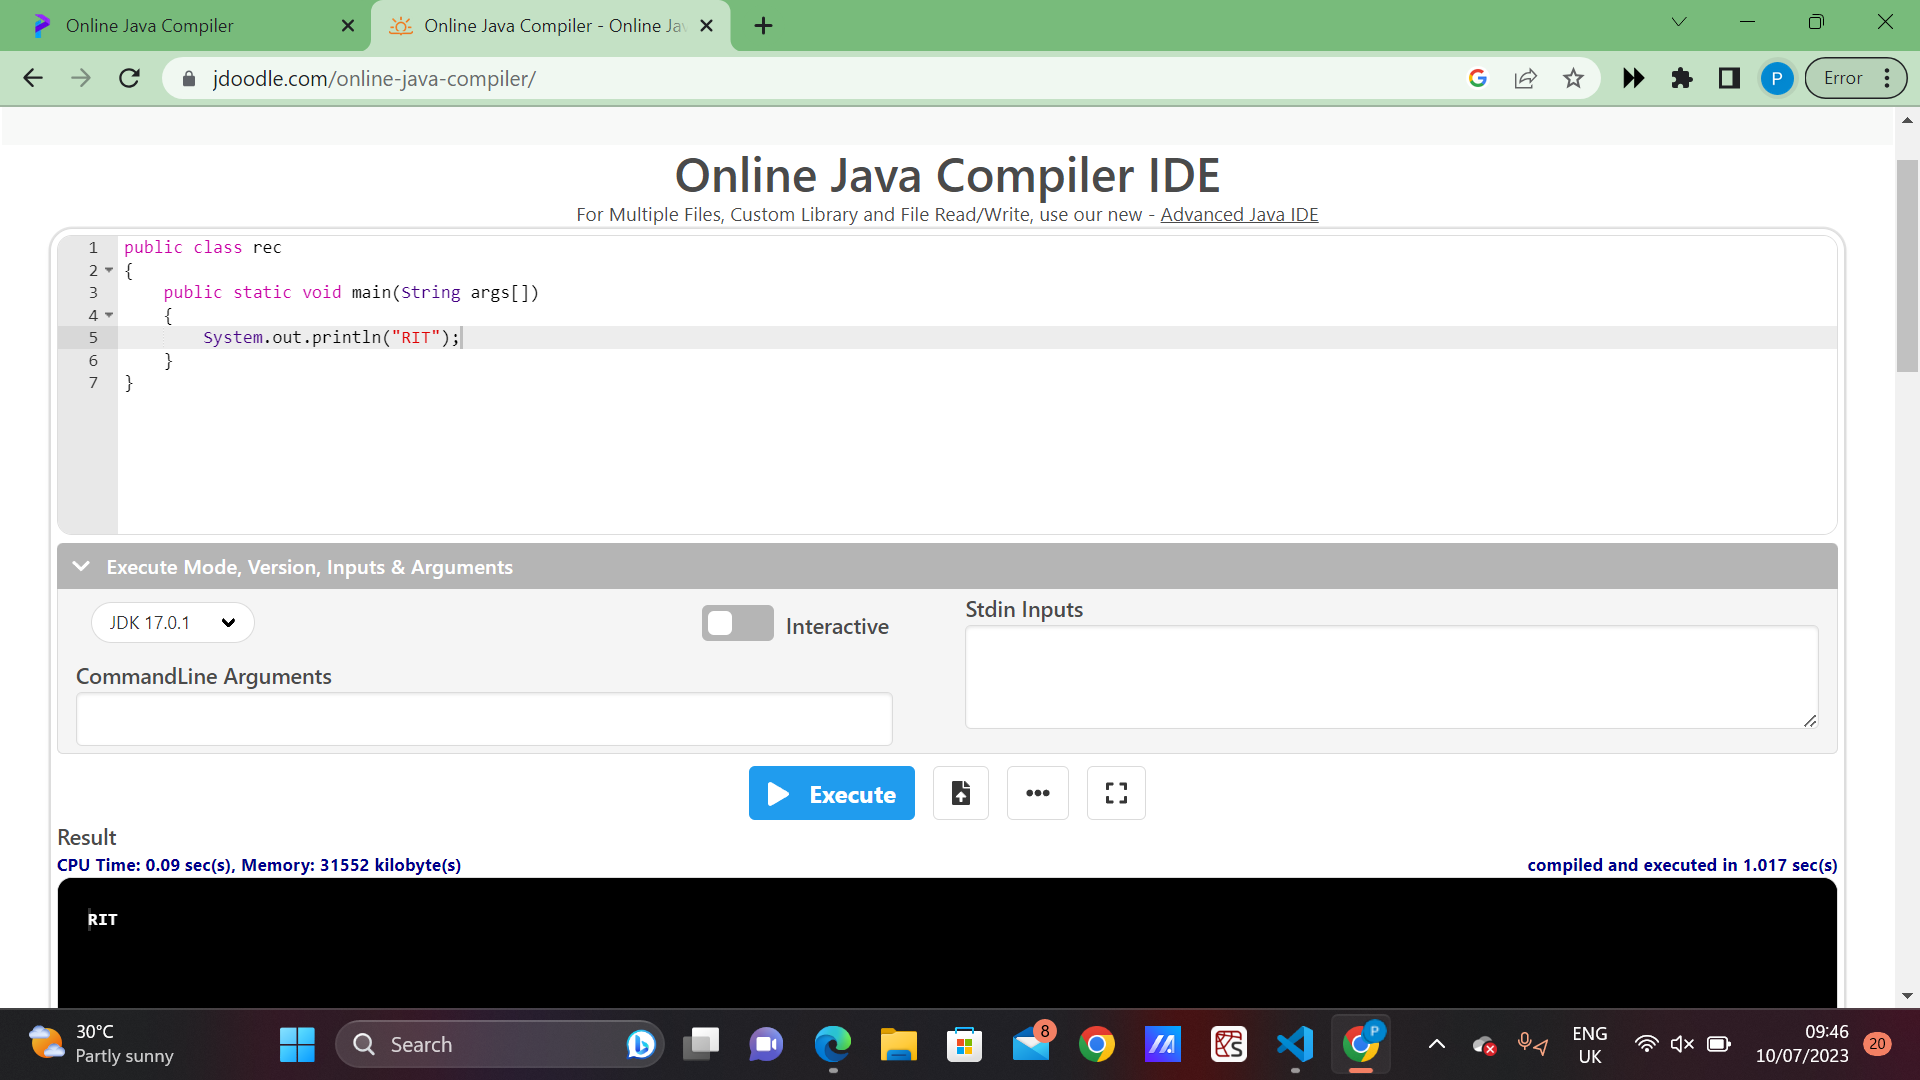 Online Java Compiler
Online Java Compiler - Online Jav
jdoodle.com/online-java-compiler/
P
Error
Online Java Compiler IDE
For Multiple Files, Custom Library and File Read/Write, use our new - Advanced Java IDE
1 public class rec
2 {
3 public static void main(String args[])
4 {
5 System.out.println("RIT");
6 }
7 }
Execute Mode, Version, Inputs & Arguments
JDK 17.0.1
Interactive
Stdin Inputs
CommandLine Arguments
Execute
Result
CPU Time: 0.09 sec(s), Memory: 31552 kilobyte(s)
compiled and executed in 1.017 sec(s)
RIT
30°C
Partly sunny
Search
8
P
ENG
UK
09:46
10/07/2023
20